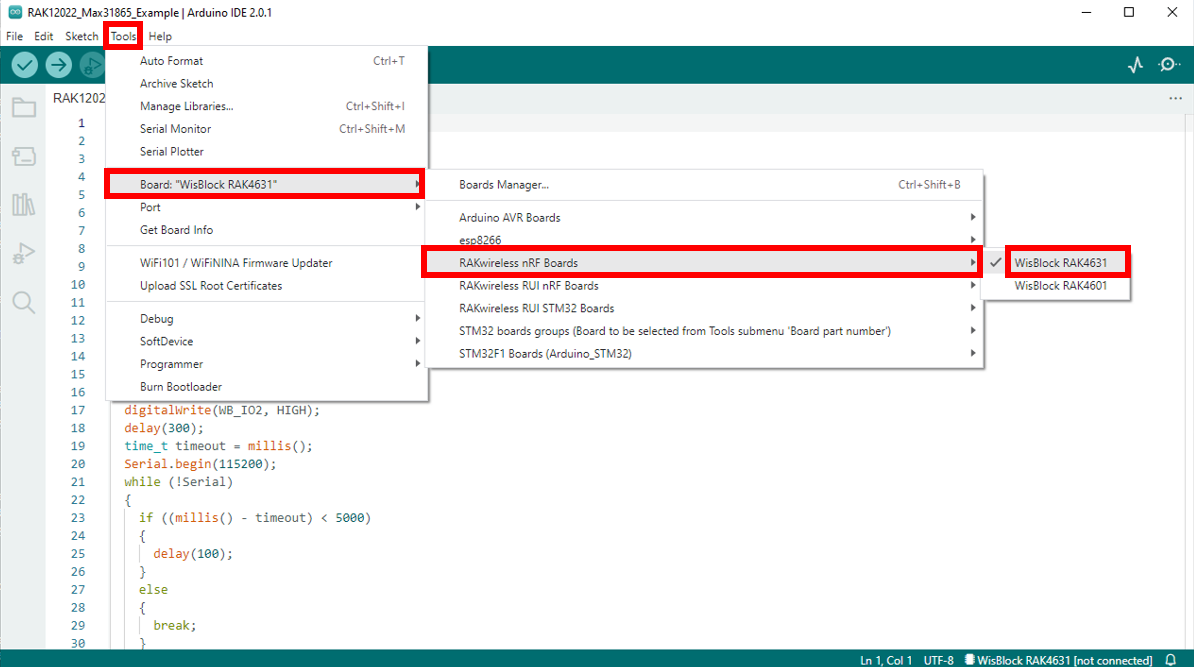 RAK12022_Max31865_Example | Arduino IDE 2.0.1
File Edit Sketch Tools Help
RAK12022
Auto Format Ctrl+T
Archive Sketch
Manage Libraries... Ctrl+Shift+I
Serial Monitor Ctrl+Shift+M
Serial Plotter
Board: "WisBlock RAK4631"
Port
Get Board Info
WiFi101 / WiFiNINA Firmware Updater
Upload SSL Root Certificates
Debug
SoftDevice
Programmer
Burn Bootloader
Boards Manager... Ctrl+Shift+B
Arduino AVR Boards
esp8266
RAKwireless nRF Boards
RAKwireless RUI nRF Boards
RAKwireless RUI STM32 Boards
STM32 boards groups (Board to be selected from Tools submenu 'Board part number')
STM32F1 Boards (Arduino_STM32)
WisBlock RAK4631
WisBlock RAK4601
1
2
3
4
5
6
7
8
9
10
11
12
13
14
15
16
17 digitalWrite(WB_IO2, HIGH);
18 delay(300);
19 time_t timeout = millis();
20 Serial.begin(115200);
21 while (!Serial)
22 {
23 if ((millis() - timeout) < 5000)
24 {
25 delay(100);
26 }
27 else
28 {
29 break;
30 }
Ln 1, Col 1 UTF-8 WisBlock RAK4631 [not connected]